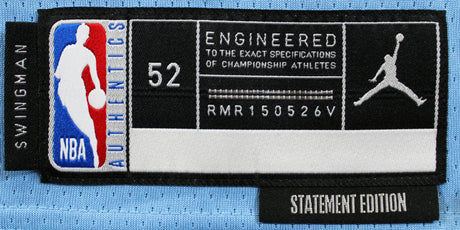 SWINGMAN
NBA
AUTHENTICS
52
ENGINEERED
TO THE EXACT SPECIFICATIONS
OF CHAMPIONSHIP ATHLETES
RMR150526V
STATEMENT EDITION